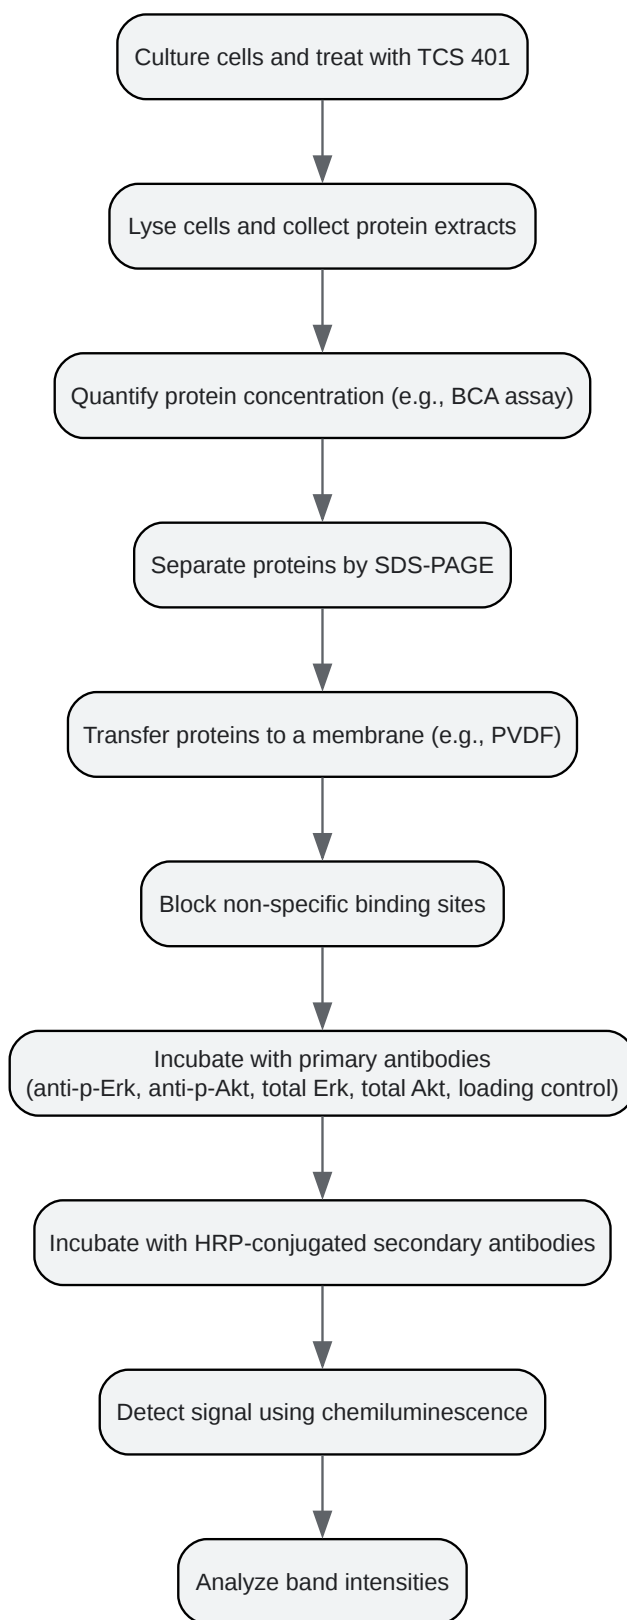 Culture cells and treat with TCS 401
Lyse cells and collect protein extracts
Quantify protein concentration (e.g., BCA assay)
Separate proteins by SDS-PAGE
Transfer proteins to a membrane (e.g., PVDF)
Block non-specific binding sites
Incubate with primary antibodies
(anti-p-Erk, anti-p-Akt, total Erk, total Akt, loading control)
Incubate with HRP-conjugated secondary antibodies
Detect signal using chemiluminescence
Analyze band intensities